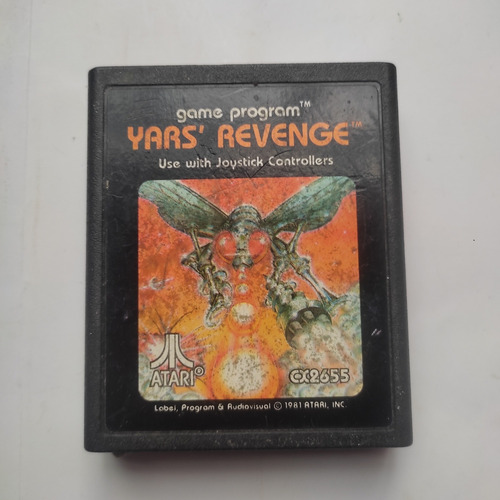 game program™
YARS' REVENGE™
Use with Joystick Controllers
ATARI®
CX2655
Label, Program & Audiovisual © 1981 ATARI, INC.